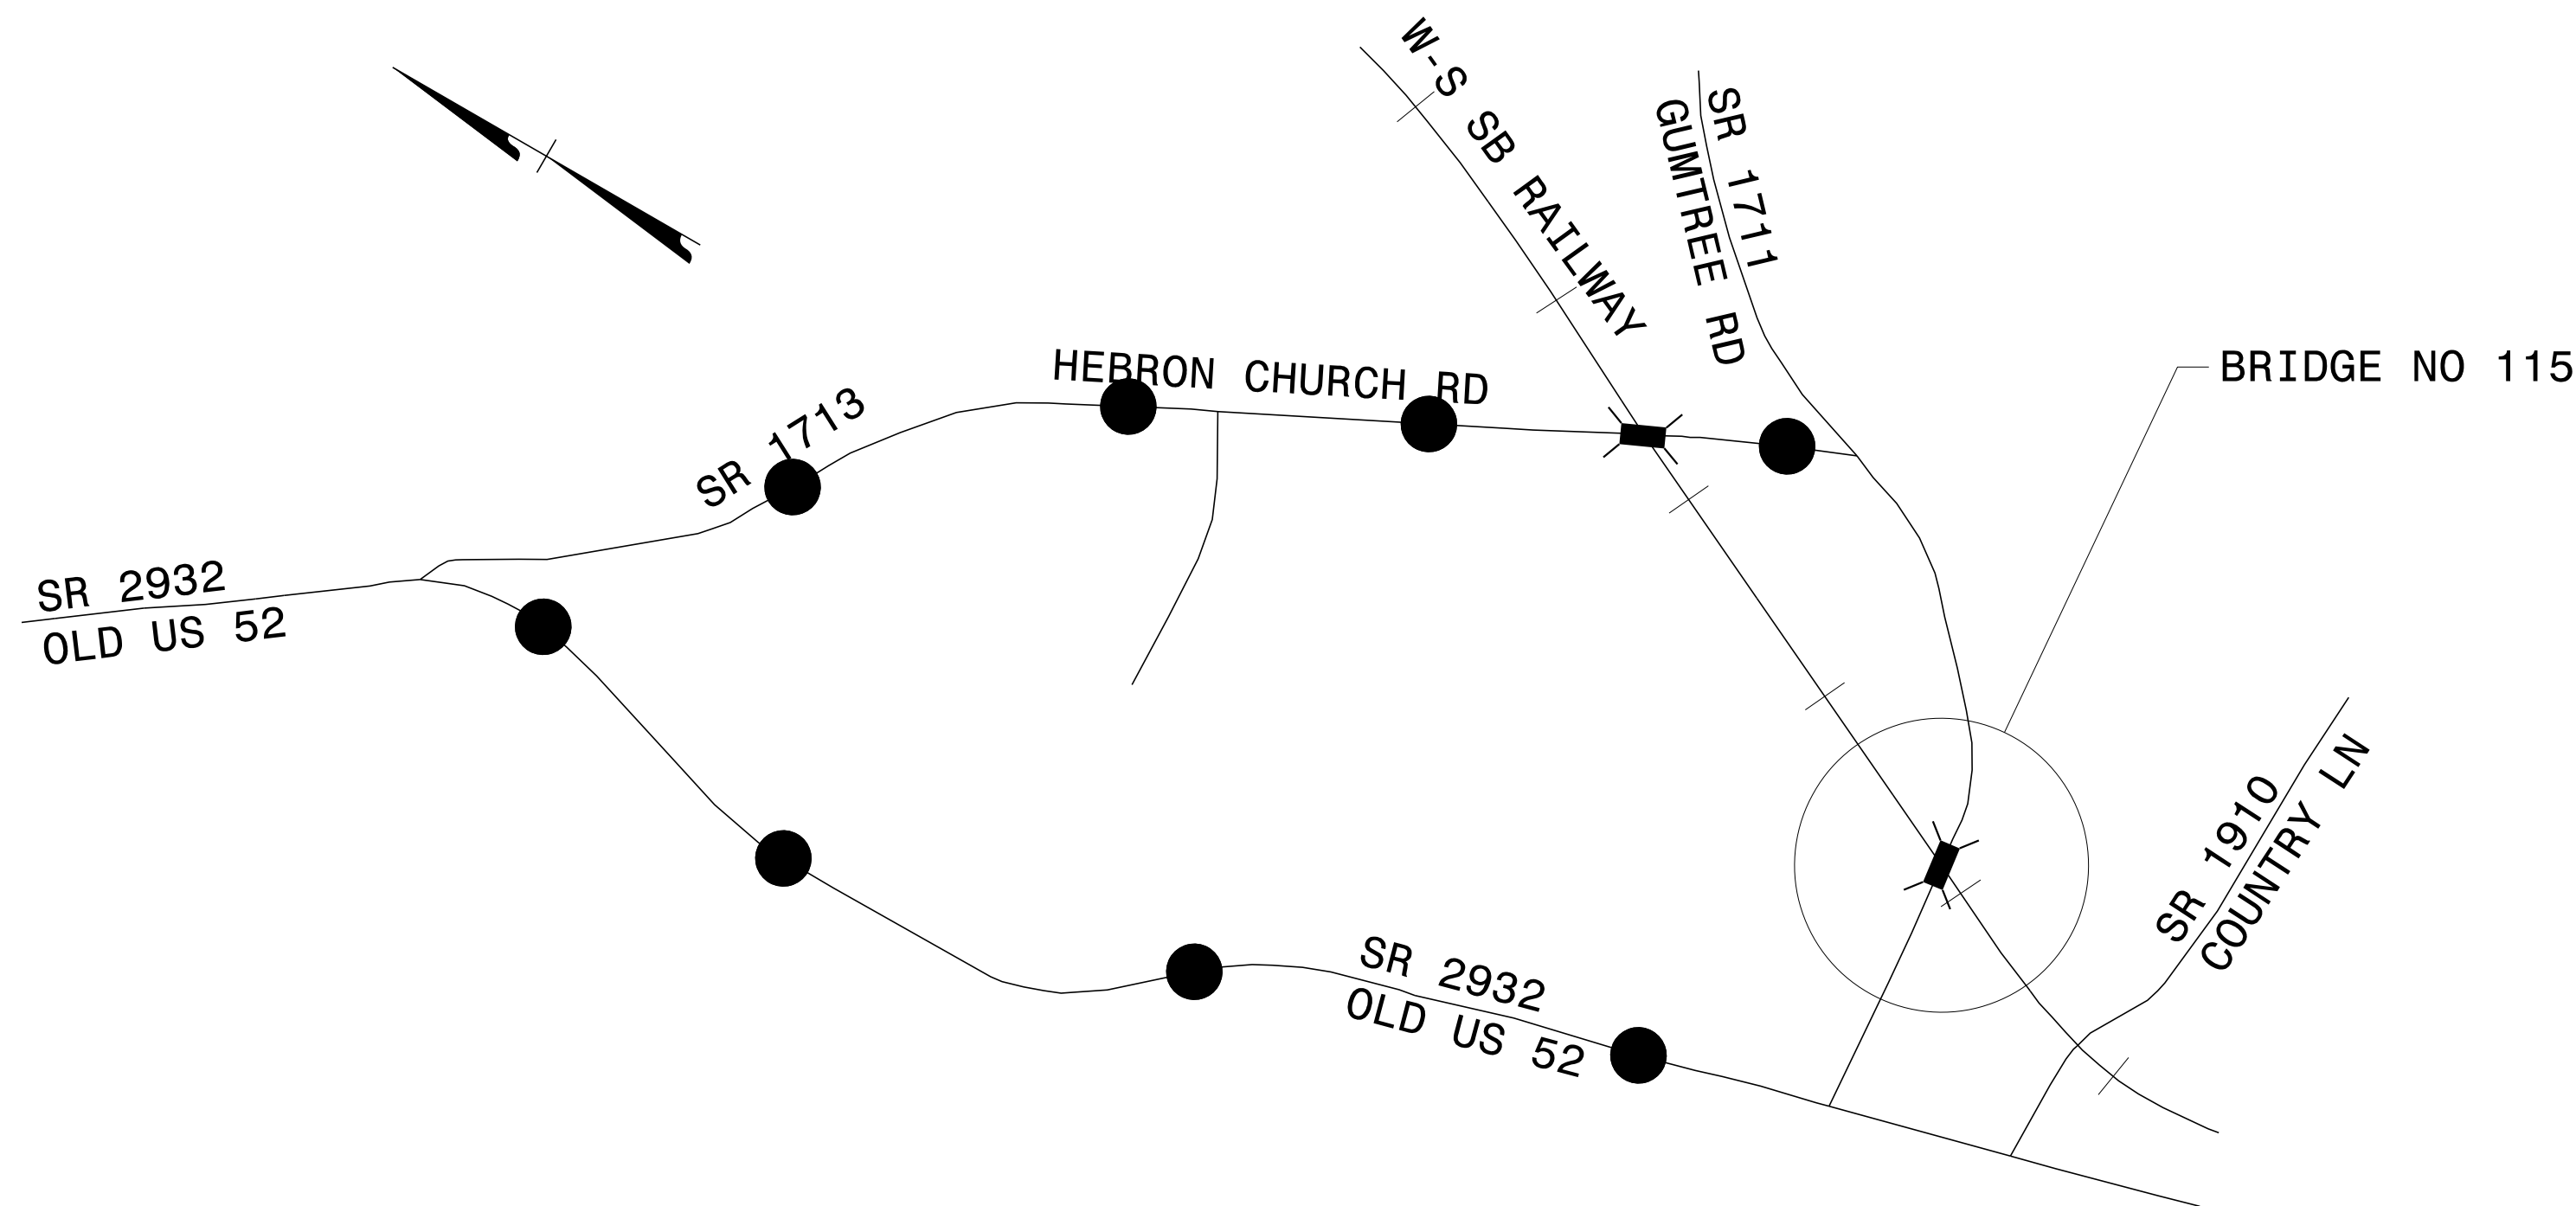 W-S SB RAILWAY
SR 1711
GUMTREE RD
HEBRON CHURCH RD
BRIDGE NO 115
SR 1713
SR 2932
OLD US 52
SR 1910
COUNTRY LN
SR 2932
OLD US 52